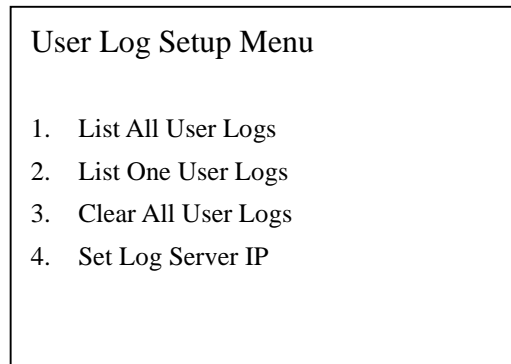 User Log Setup Menu
1. List All User Logs
2. List One User Logs
3. Clear All User Logs
4. Set Log Server IP